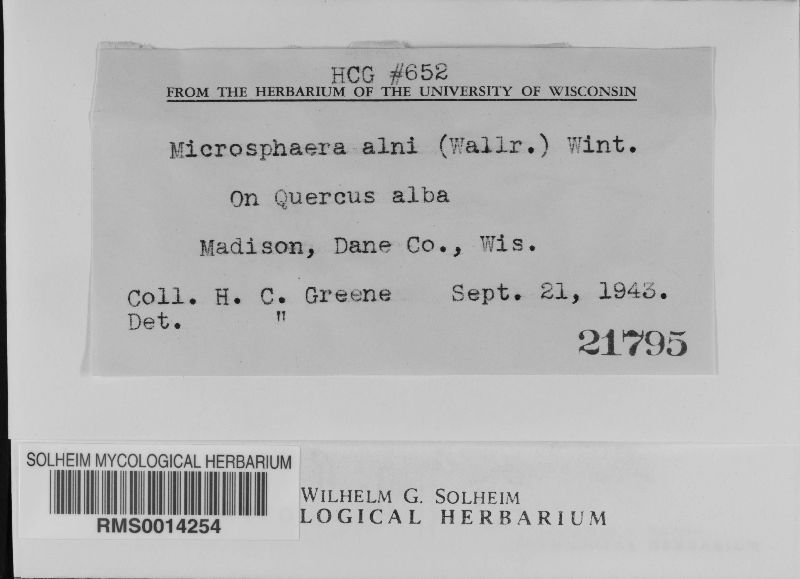 HCG #652
FROM THE HERBARIUM OF THE UNIVERSITY OF WISCONSIN
Microsphaera alni (Wallr.) Wint.
On Quercus alba
Madison, Dane Co., Wis.
Coll. H. C. Greene Sept. 21, 1943.
Det. "
21795
SOLHEIM MYCOLOGICAL HERBARIUM
RMS0014254
WILHELM G. SOLHEIM
LOGICAL HERBARIUM